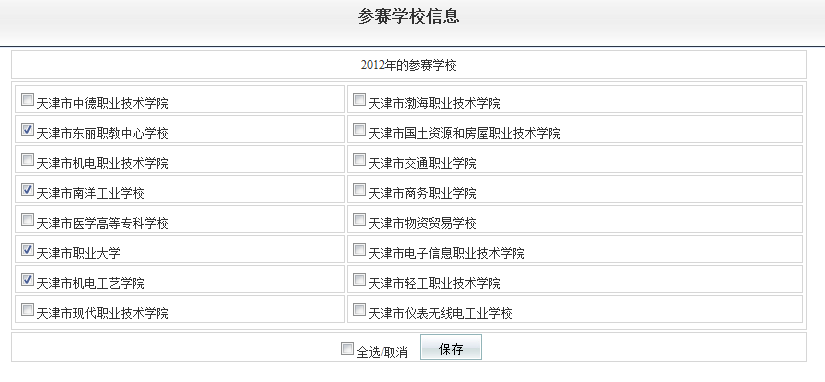 参赛学校信息
2012年的参赛学校
天津市中德职业技术学院 天津市渤海职业技术学院
天津市东丽职教中心学校 天津市国土资源和房屋职业技术学院
天津市机电职业技术学院 天津市交通职业学院
天津市南洋工业学校 天津市商务职业学院
天津市医学高等专科学校 天津市物资贸易学校
天津市职业大学 天津市电子信息职业技术学院
天津市机电工艺学院 天津市轻工职业技术学院
天津市现代职业技术学院 天津市仪表无线电工业学校
全选/取消 保存